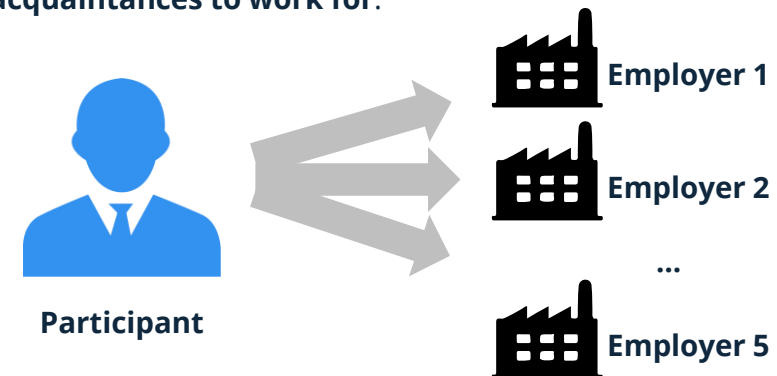 acquaintances to work for.
Employer 1
Employer 2
...
Employer 5
Participant